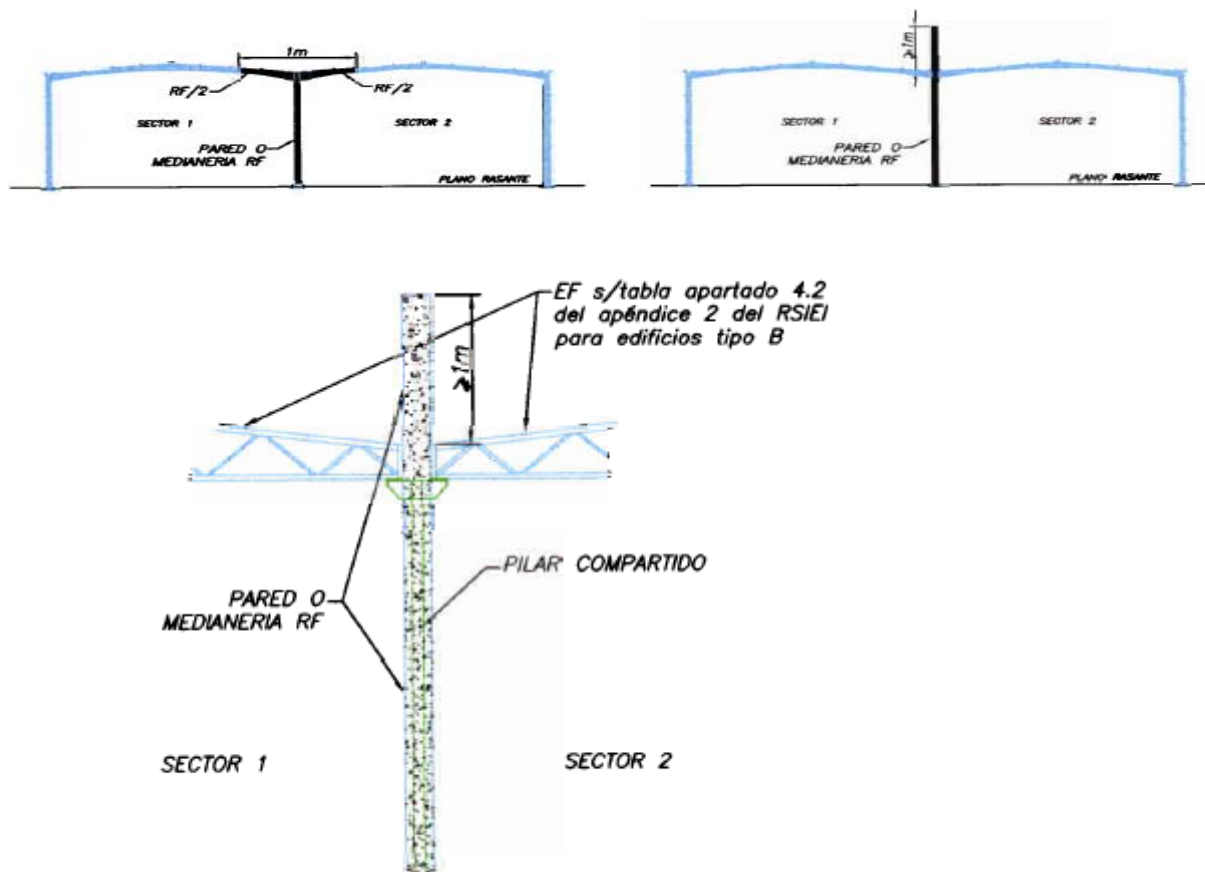 1m
RF/2
RF/2
SECTOR 1
SECTOR 2
PARED O
MEDIANERIA RF
PLANO RASANTE
⩾1m
SECTOR 1
SECTOR 2
PARED O
MEDIANERIA RF
PLANO RASANTE
EF s/tabla apartado 4.2
del apéndice 2 del RSIEI
para edificios tipo B
⩾1m
PILAR COMPARTIDO
PARED O
MEDIANERIA RF
SECTOR 1
SECTOR 2